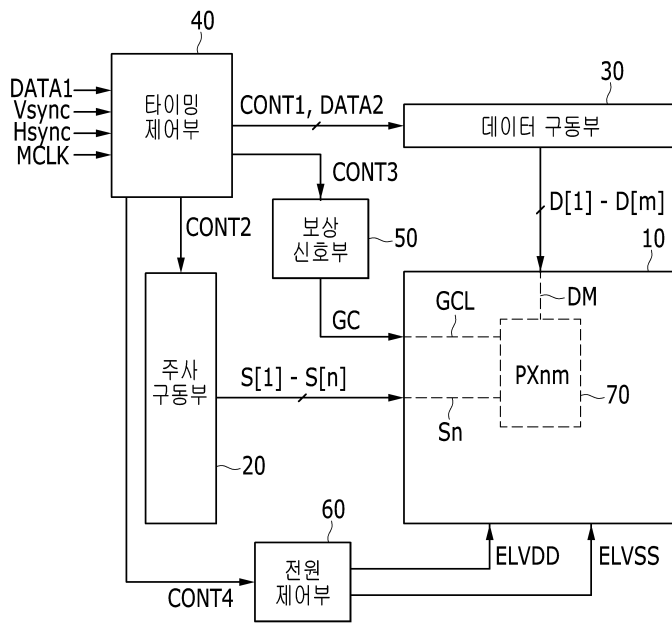 40
DATA1
Vsync
Hsync
MCLK
타이밍
제어부
CONT1, DATA2
30
데이터 구동부
CONT3
CONT2
보상
신호부
50
D[1] - D[m]
10
DM
GCL
GC
PXnm
70
주사
구동부
S[1] - S[n]
Sn
20
60
전원
제어부
ELVDD
ELVSS
CONT4